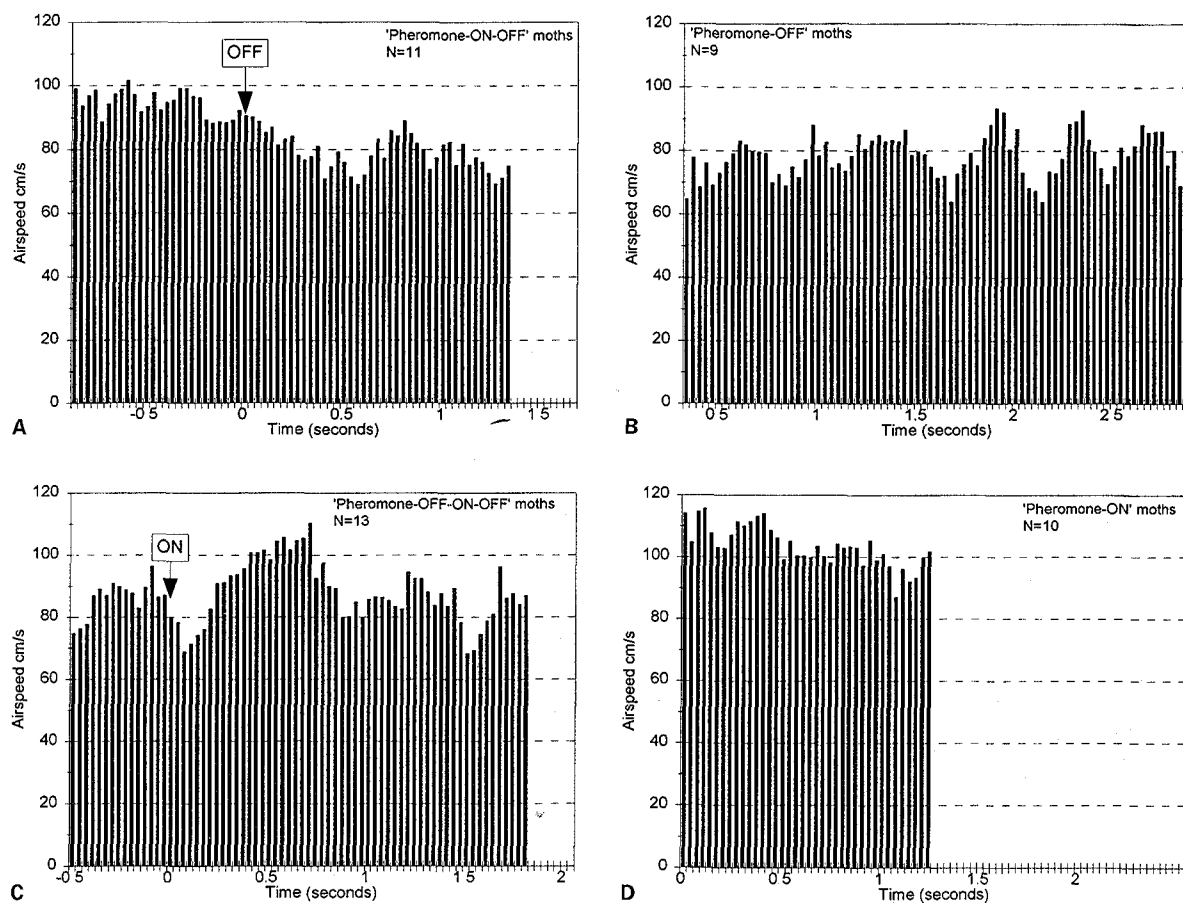 120
100
80
60
40
20
0
Airspeed cm/s
'Pheromone-ON-OFF' moths
N=11
OFF
-0 5 0 0.5 1 1 5
Time (seconds)
A
120
100
80
60
40
20
0
Airspeed cm/s
'Pheromone-OFF' moths
N=9
0 5 1 1.5 2 2 5
Time (seconds)
B
120
100
80
60
40
20
0
Airspeed cm/s
'Pheromone-OFF-ON-OFF' moths
N=13
ON
-0 5 0 0.5 1 1 5 2
Time (seconds)
C
120
100
80
60
40
20
0
Airspeed cm/s
'Pheromone-ON' moths
N=10
0 0 5 1 2
Time (seconds)
D